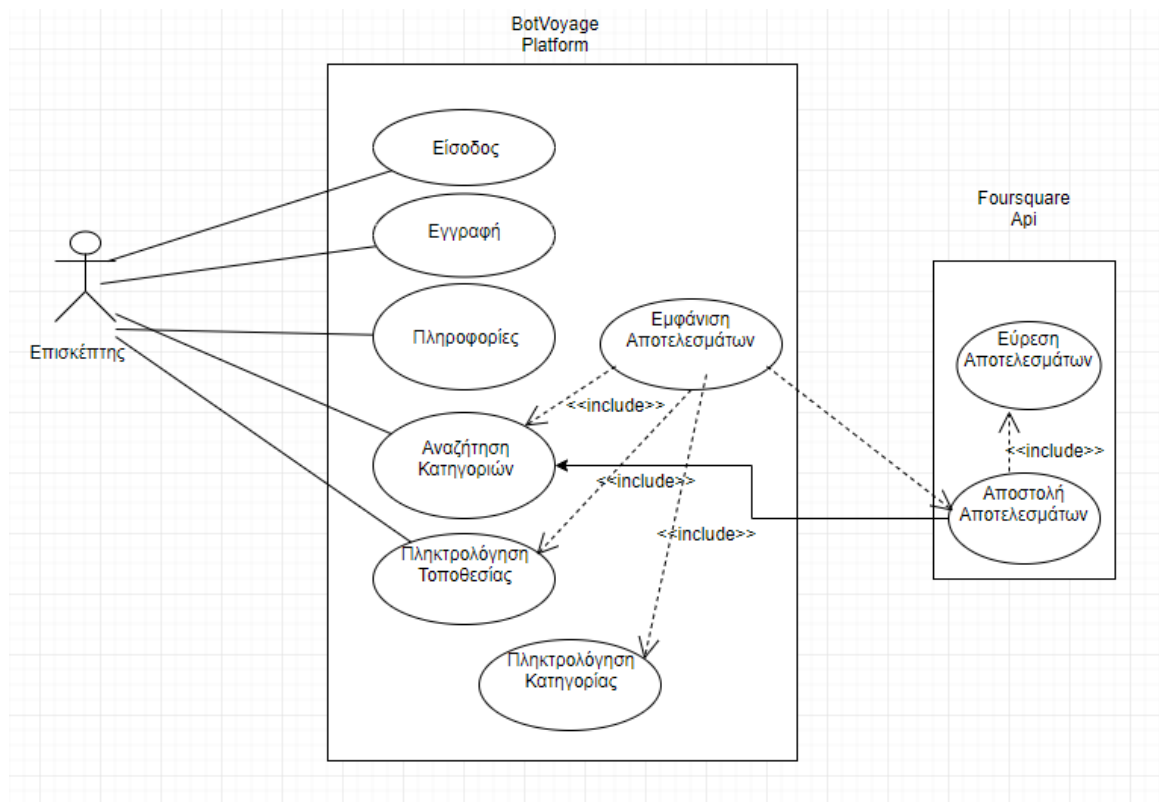 BotVoyage
Platform
Είσοδος
Εγγραφή
Πληροφορίες
Επισκέπτης
Εμφάνιση
Αποτελεσμάτων
<<include>>
Αναζήτηση
Κατηγοριών
<<include>>
<<include>>
Πληκτρολόγηση
Τοποθεσίας
Πληκτρολόγηση
Κατηγορίας
Foursquare
Api
Εύρεση
Αποτελεσμάτων
<<include>>
Αποστολή
Αποτελεσμάτων